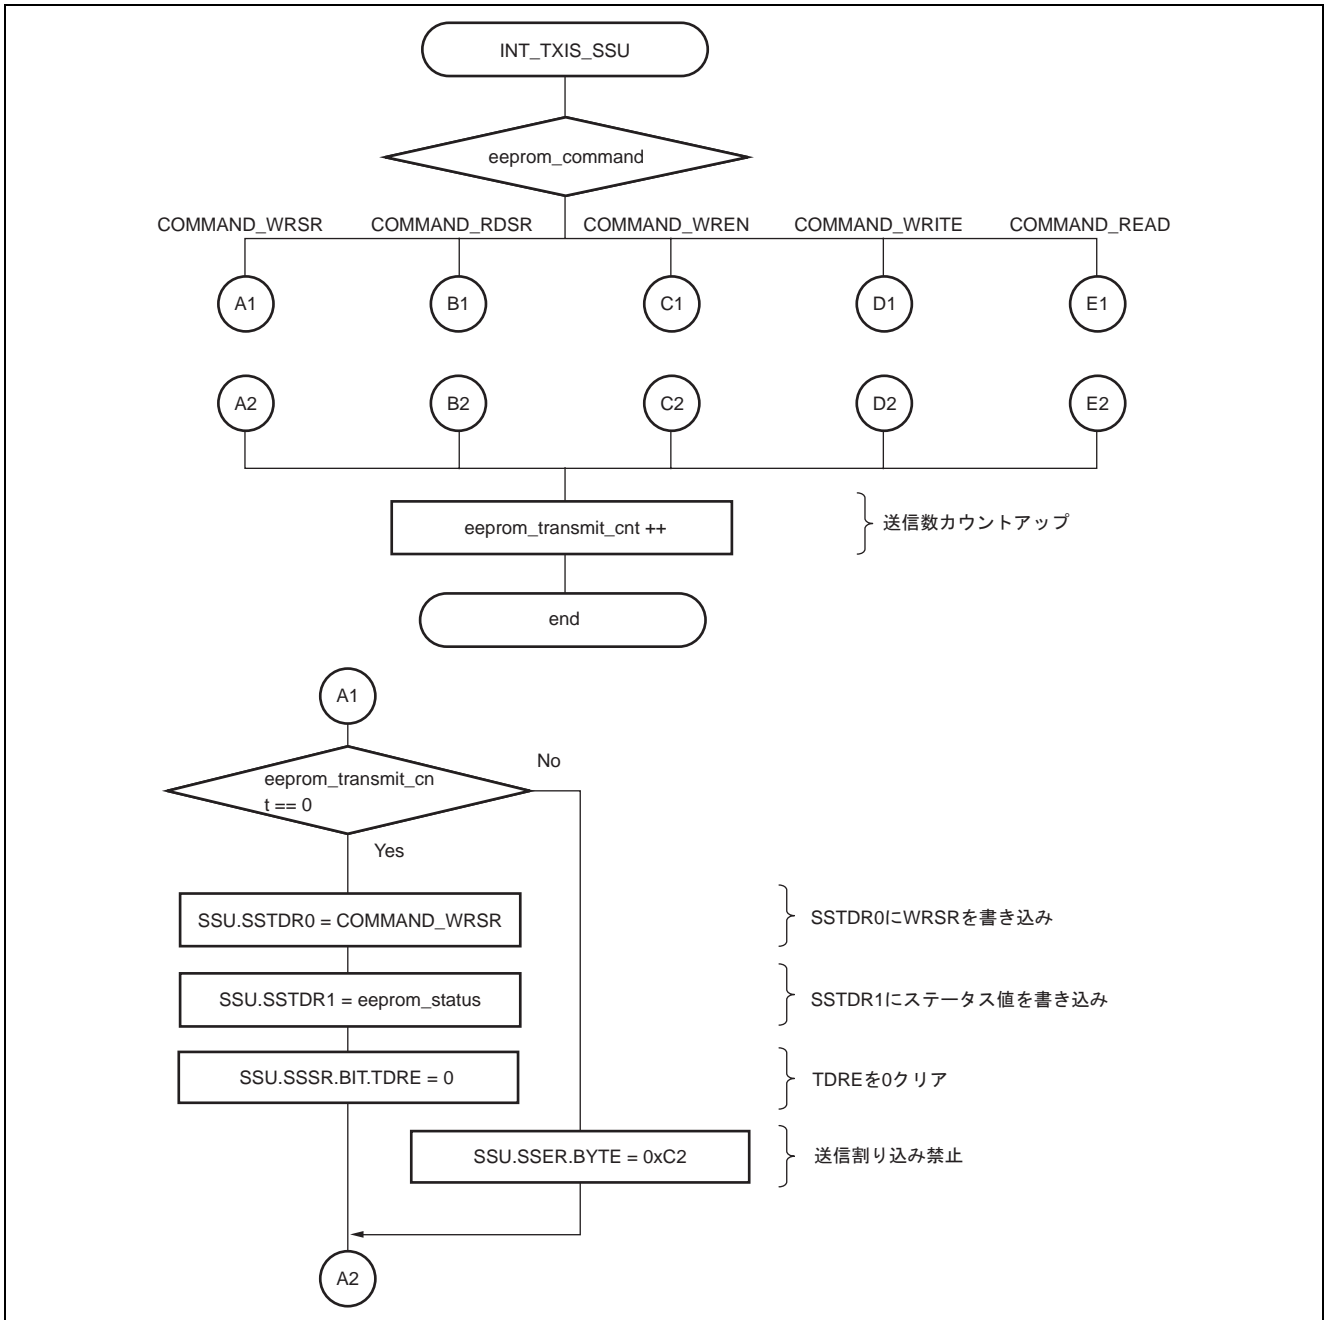 INT_TXIS_SSU
eeprom_command
COMMAND_WRSR COMMAND_RDSR COMMAND_WREN COMMAND_WRITE COMMAND_READ
A1 B1 C1 D1 E1
A2 B2 C2 D2 E2
eeprom_transmit_cnt ++ 送信数カウントアップ
end
A1
No
eeprom_transmit_cn
t == 0
Yes
SSU.SSTDR0 = COMMAND_WRSR SSTDR0にWRSRを書き込み
SSU.SSTDR1 = eeprom_status SSTDR1にステータス値を書き込み
SSU.SSSR.BIT.TDRE = 0 TDREを0クリア
SSU.SSER.BYTE = 0xC2 送信割り込み禁止
A2